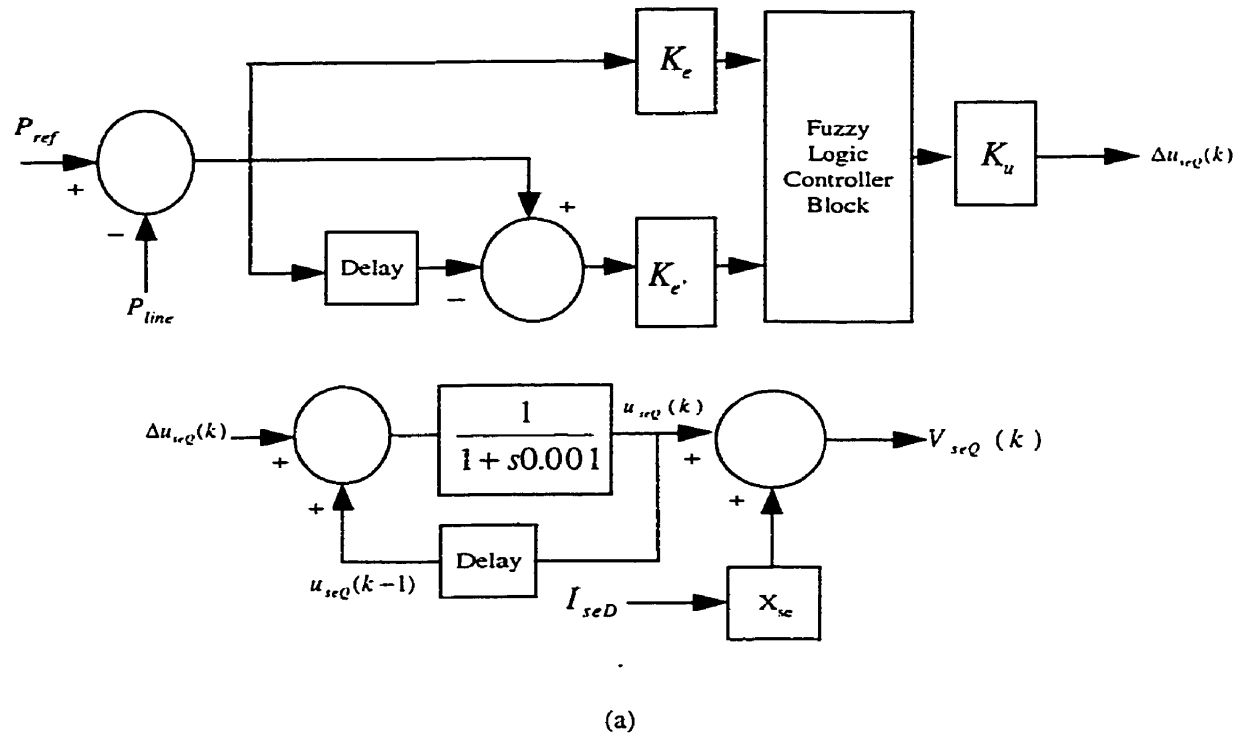 K_e
P_ref
+
−
P_line
Fuzzy
Logic
Controller
Block
K_u
Δu_seQ(k)
+
Delay
−
K_e'
Δu_seQ(k)
+
+
1
1 + s0.001
u_seQ(k)
+
+
V_seQ (k)
Delay
u_seQ(k−1)
I_seD
X_se
(a)